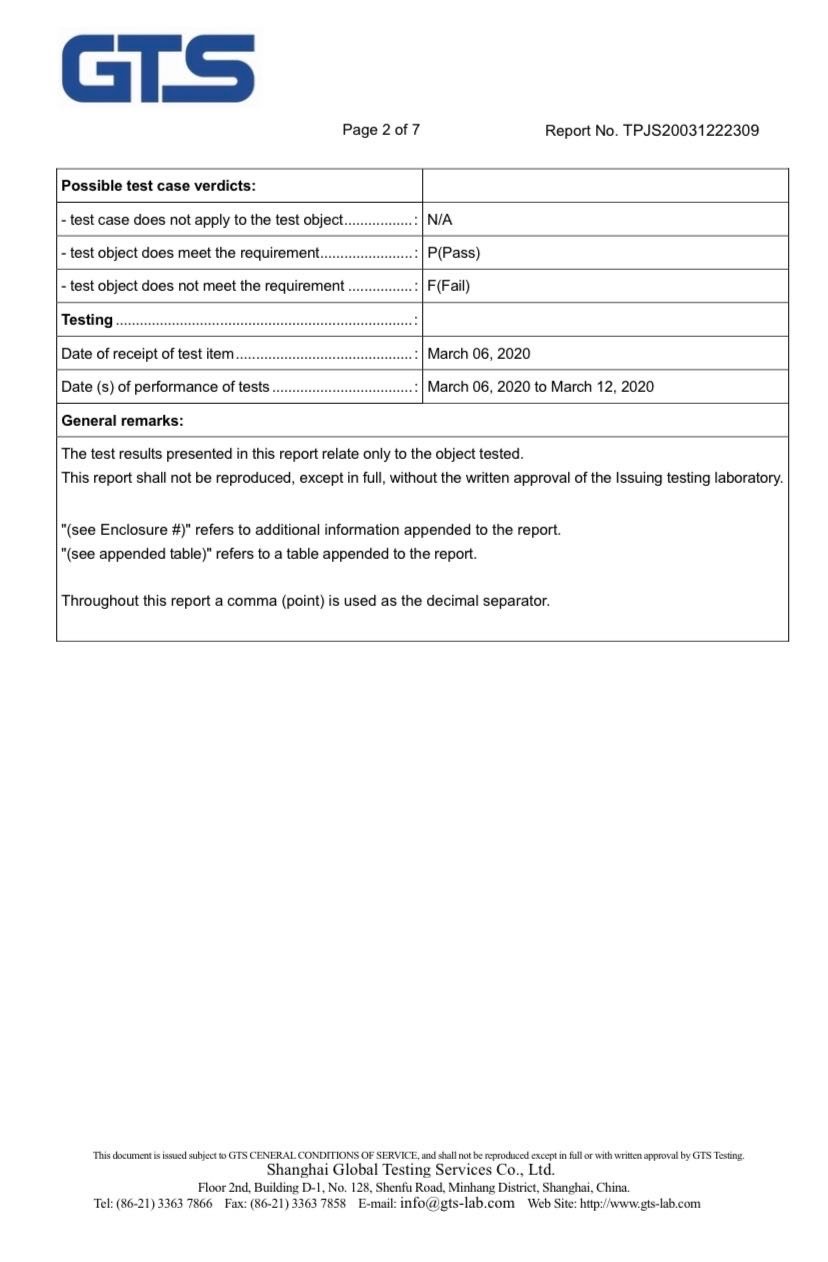 GTS
Page 2 of 7 Report No. TPJS20031222309
Possible test case verdicts:
- test case does not apply to the test object.................: N/A
- test object does meet the requirement.......................: P(Pass)
- test object does not meet the requirement ................: F(Fail)
Testing ..........................................................................:
Date of receipt of test item............................................: March 06, 2020
Date (s) of performance of tests ...................................: March 06, 2020 to March 12, 2020
General remarks:
The test results presented in this report relate only to the object tested.
This report shall not be reproduced, except in full, without the written approval of the Issuing testing laboratory.
"(see Enclosure #)" refers to additional information appended to the report.
"(see appended table)" refers to a table appended to the report.
Throughout this report a comma (point) is used as the decimal separator.
This document is issued subject to GTS CENERAL CONDITIONS OF SERVICE, and shall not be reproduced except in full or with written approval by GTS Testing.
Shanghai Global Testing Services Co., Ltd.
Floor 2nd, Building D-1, No. 128, Shenfu Road, Minhang District, Shanghai, China.
Tel: (86-21) 3363 7866 Fax: (86-21) 3363 7858 E-mail: info@gts-lab.com Web Site: http://www.gts-lab.com